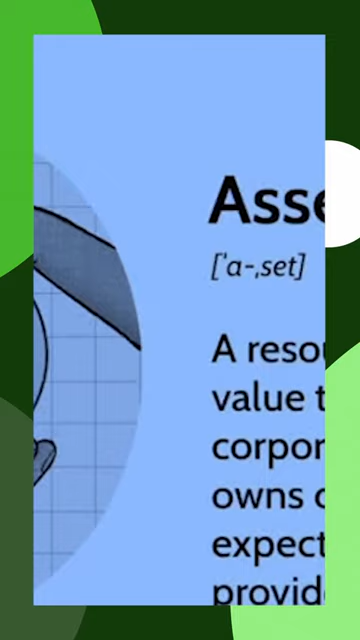 Asse
['a-,set]
A resou
value t
corpor
owns o
expect
provid